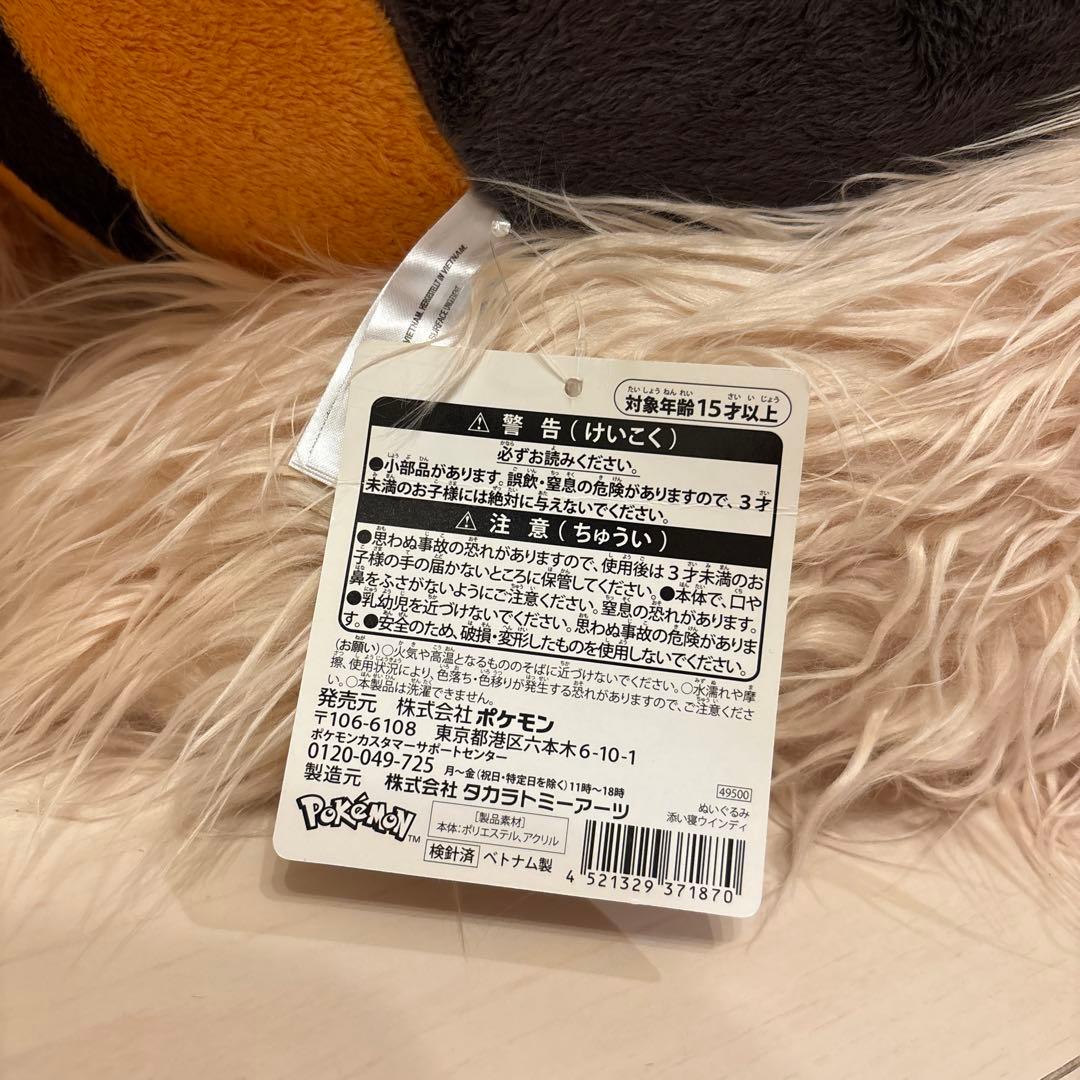 VIETNAM. HERGESTELLT IN VIETNAM.
SURFACE
対象年齢15才以上
たいしょうねんれい さいいじょう
⚠ 警告（けいこく）
必ずお読みください。
●小部品があります。誤飲・窒息の危険がありますので、3才
未満のお子様には絶対に与えないでください。
⚠ 注意（ちゅうい）
●思わぬ事故の恐れがありますので、使用後は3才未満のお
子様の手の届かないところに保管してください。●本体で、口や
鼻をふさがないようにご注意ください。窒息の恐れがあります。
●乳幼児を近づけないでください。思わぬ事故の危険がありま
す。●安全のため、破損・変形したものを使用しないでください。
（お願い）○火気や高温となるもののそばに近づけないでください。○水濡れや摩
擦、使用状況により、色落ち・色移りが発生する恐れがありますので、ご注意くださ
い。○本製品は洗濯できません。
発売元 株式会社ポケモン
〒106-6108 東京都港区六本木6-10-1
ポケモンカスタマーサポートセンター
0120-049-725 月～金（祝日・特定日を除く）11時～18時
製造元 株式会社タカラトミーアーツ
49500
ぬいぐるみ
添い寝ウインディ
POKÉMON™
［製品素材］
本体：ポリエステル、アクリル
検針済 ベトナム製
4 521329 371870